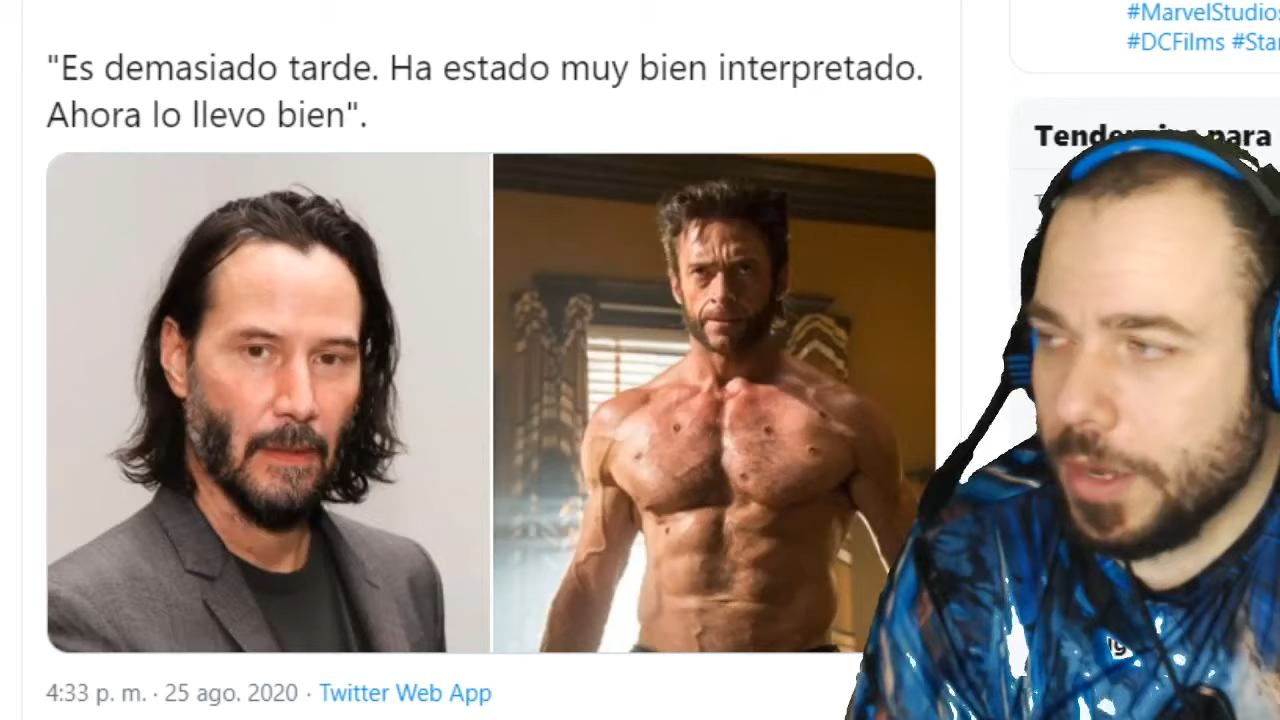 "Es demasiado tarde. Ha estado muy bien interpretado.
Ahora lo llevo bien".
4:33 p. m. · 25 ago. 2020 · Twitter Web App
#MarvelStudios
#DCFilms #Star
Tendencias para